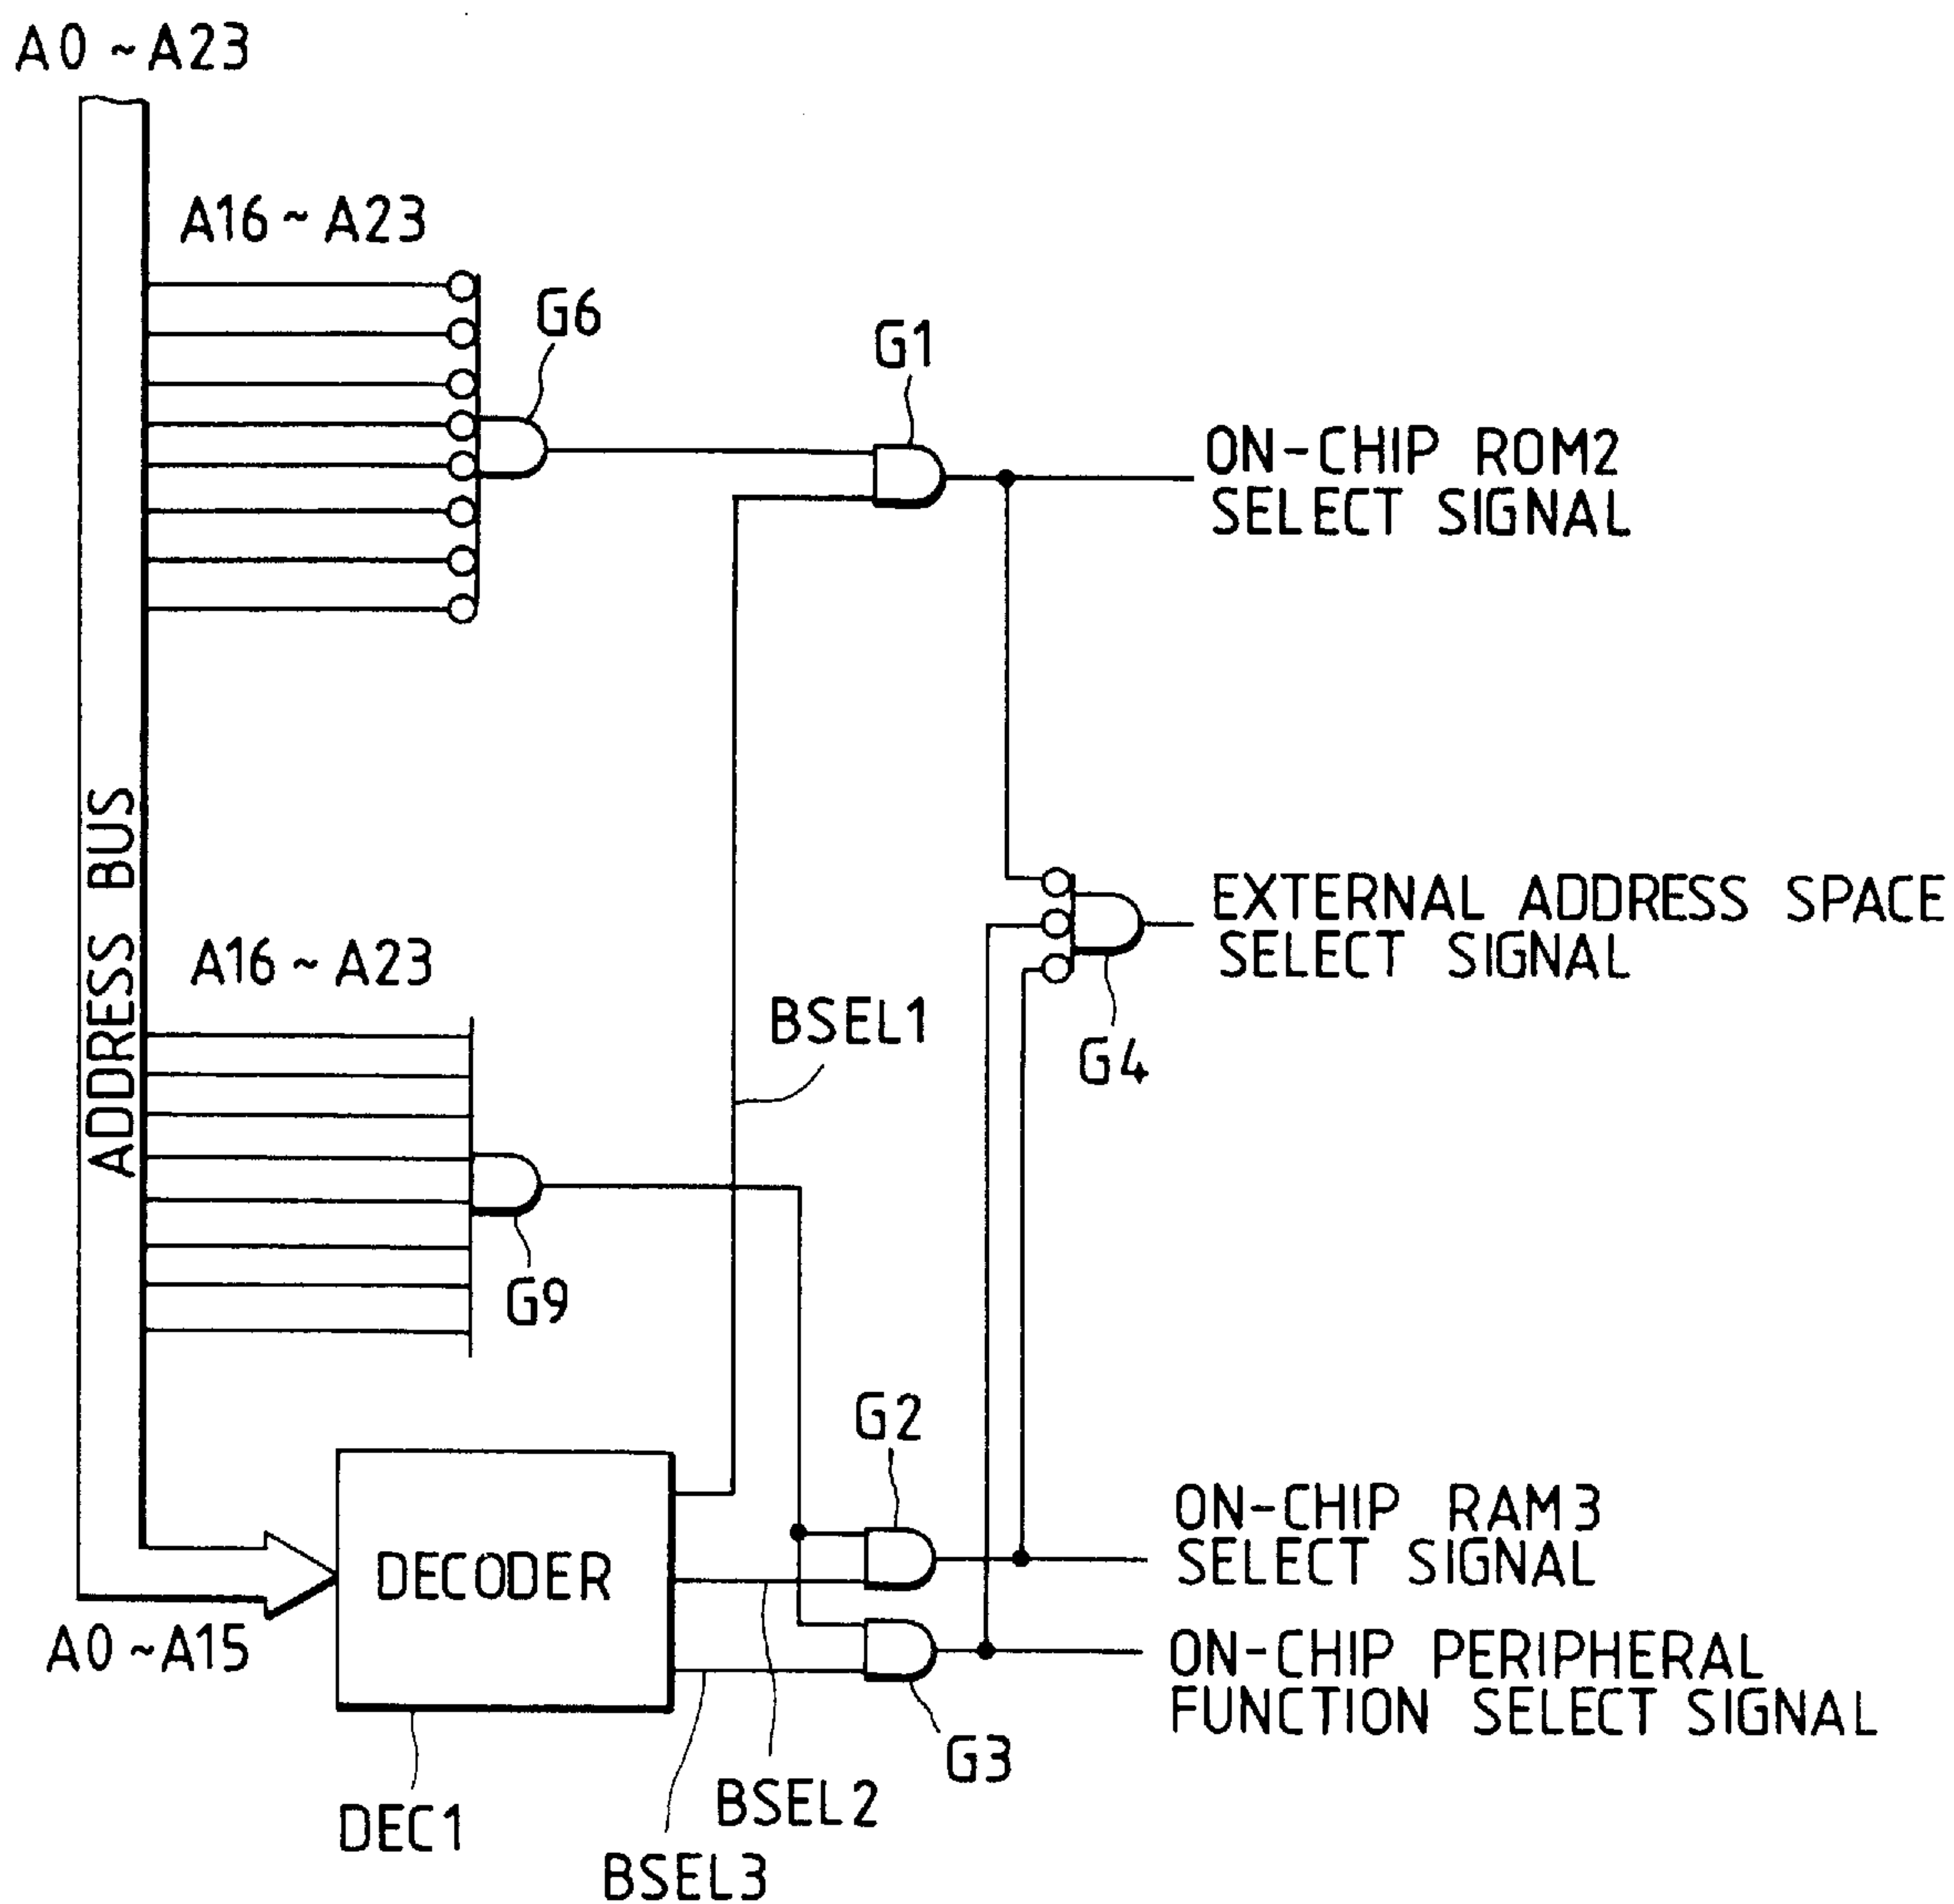 A0 ~ A23
A16 ~ A23
G6
G1
ON-CHIP ROM2
SELECT SIGNAL
ADDRESS BUS
EXTERNAL ADDRESS SPACE
SELECT SIGNAL
A16 ~ A23
BSEL1
G4
G9
G2
ON-CHIP RAM3
SELECT SIGNAL
DECODER
A0 ~ A15
ON-CHIP PERIPHERAL
FUNCTION SELECT SIGNAL
G3
BSEL2
DEC1
BSEL3